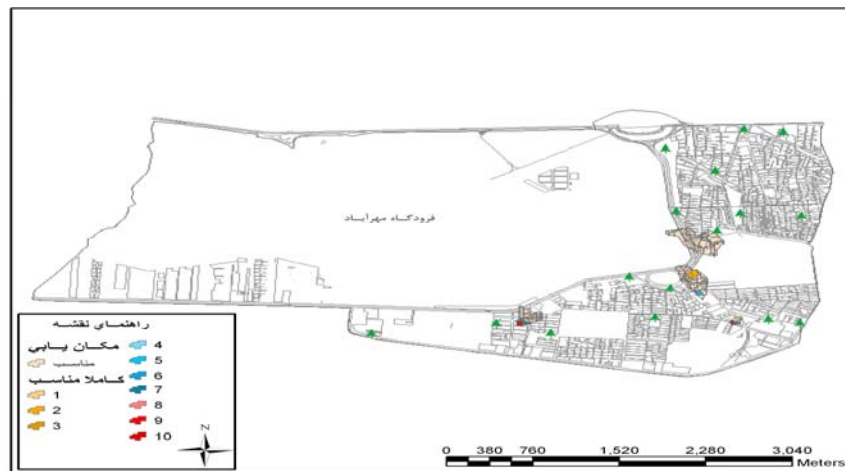 فرودگاه مهرآباد
راهنمای نقشه
مکان یابی
مناسب
کاملا مناسب
1
2
3
4
5
6
7
8
9
10
N
0 380 760 1,520 2,280 3,040
Meters